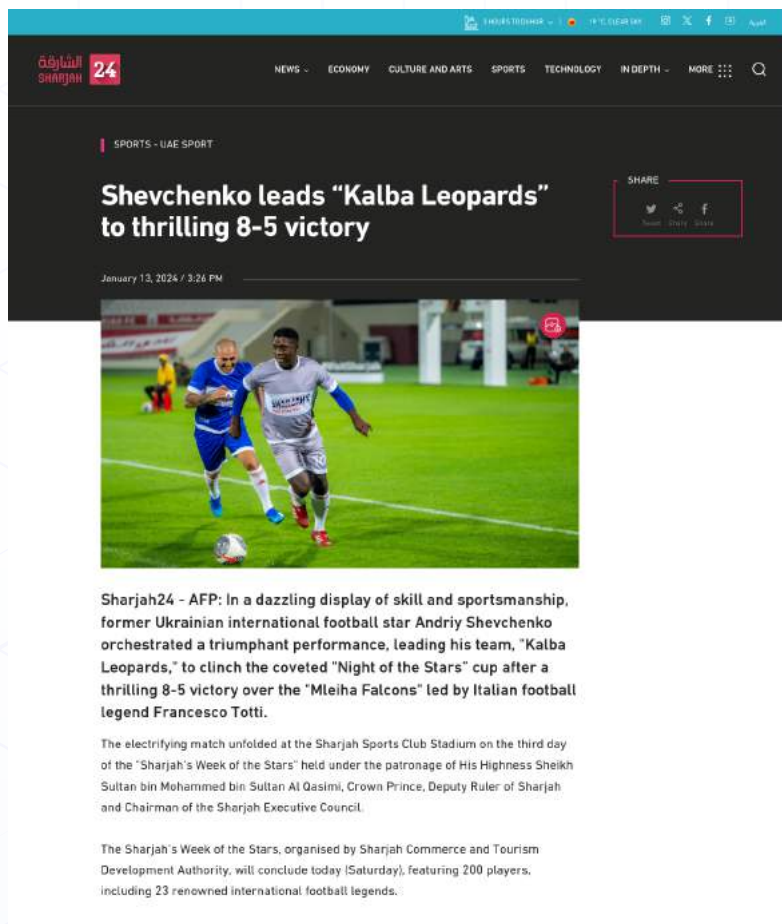 العربية
الشارقة
SHARJAH
24
NEWS
ECONOMY
CULTURE AND ARTS
SPORTS
TECHNOLOGY
IN DEPTH
MORE
SPORTS - UAE SPORT
Shevchenko leads “Kalba Leopards”
to thrilling 8-5 victory
SHARE
Tweet Share Share
January 13, 2024 / 3:26 PM
Sharjah24 - AFP: In a dazzling display of skill and sportsmanship,
former Ukrainian international football star Andriy Shevchenko
orchestrated a triumphant performance, leading his team, "Kalba
Leopards," to clinch the coveted "Night of the Stars" cup after a
thrilling 8-5 victory over the "Mleiha Falcons" led by Italian football
legend Francesco Totti.
The electrifying match unfolded at the Sharjah Sports Club Stadium on the third day
of the "Sharjah's Week of the Stars" held under the patronage of His Highness Sheikh
Sultan bin Mohammed bin Sultan Al Qasimi, Crown Prince, Deputy Ruler of Sharjah
and Chairman of the Sharjah Executive Council.
The Sharjah's Week of the Stars, organised by Sharjah Commerce and Tourism
Development Authority, will conclude today (Saturday), featuring 200 players,
including 23 renowned international football legends.